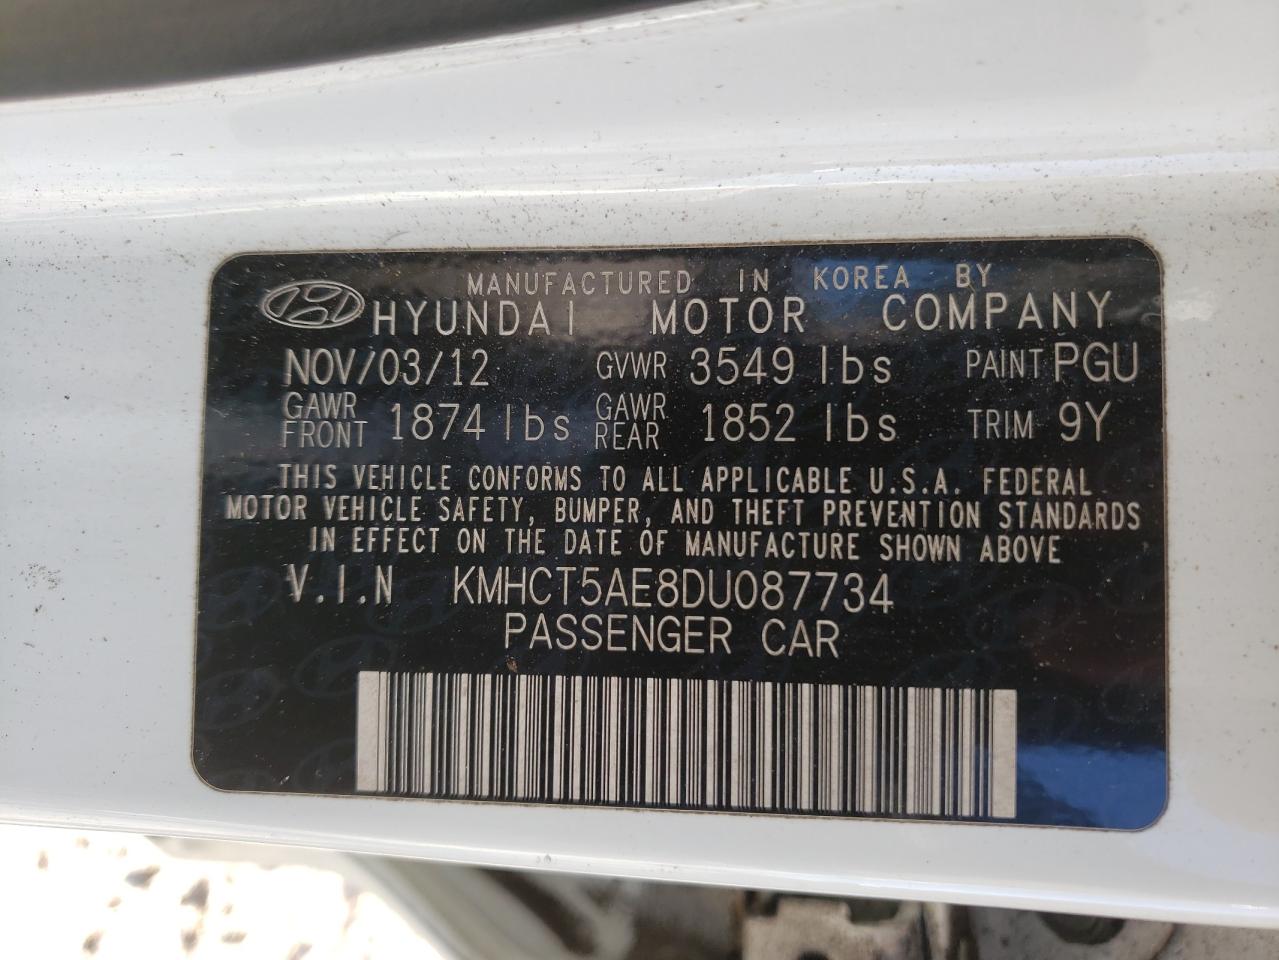 MANUFACTURED IN KOREA BY
HYUNDAI MOTOR COMPANY
NOV/03/12 GVWR 3549 lbs PAINT PGU
GAWR FRONT 1874 lbs GAWR REAR 1852 lbs TRIM 9Y
THIS VEHICLE CONFORMS TO ALL APPLICABLE U.S.A. FEDERAL
MOTOR VEHICLE SAFETY, BUMPER, AND THEFT PREVENTION STANDARDS
IN EFFECT ON THE DATE OF MANUFACTURE SHOWN ABOVE
V.I.N KMHCT5AE8DU087734
PASSENGER CAR